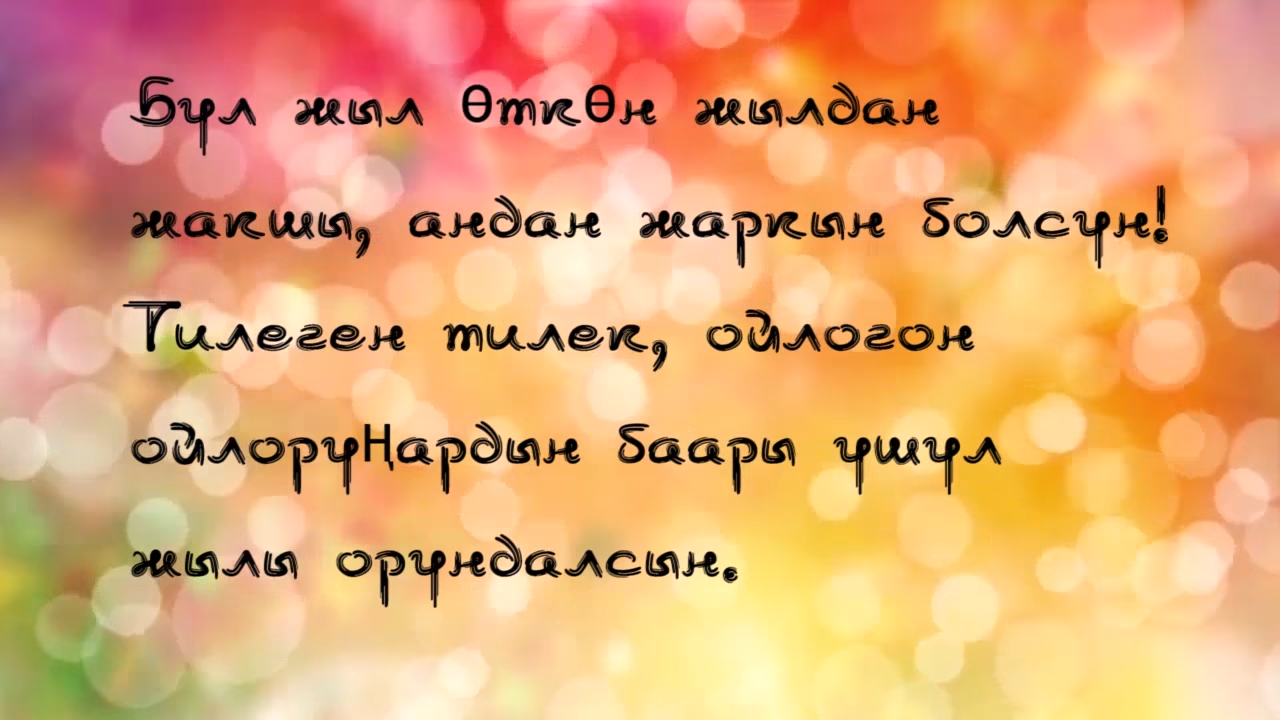 Бул жыл өткөн жылдан
жакшы, андан жаркын болсун!
Тилеген тилек, ойлогон
ойлоруңардын баары ушул
жылы орундалсын.